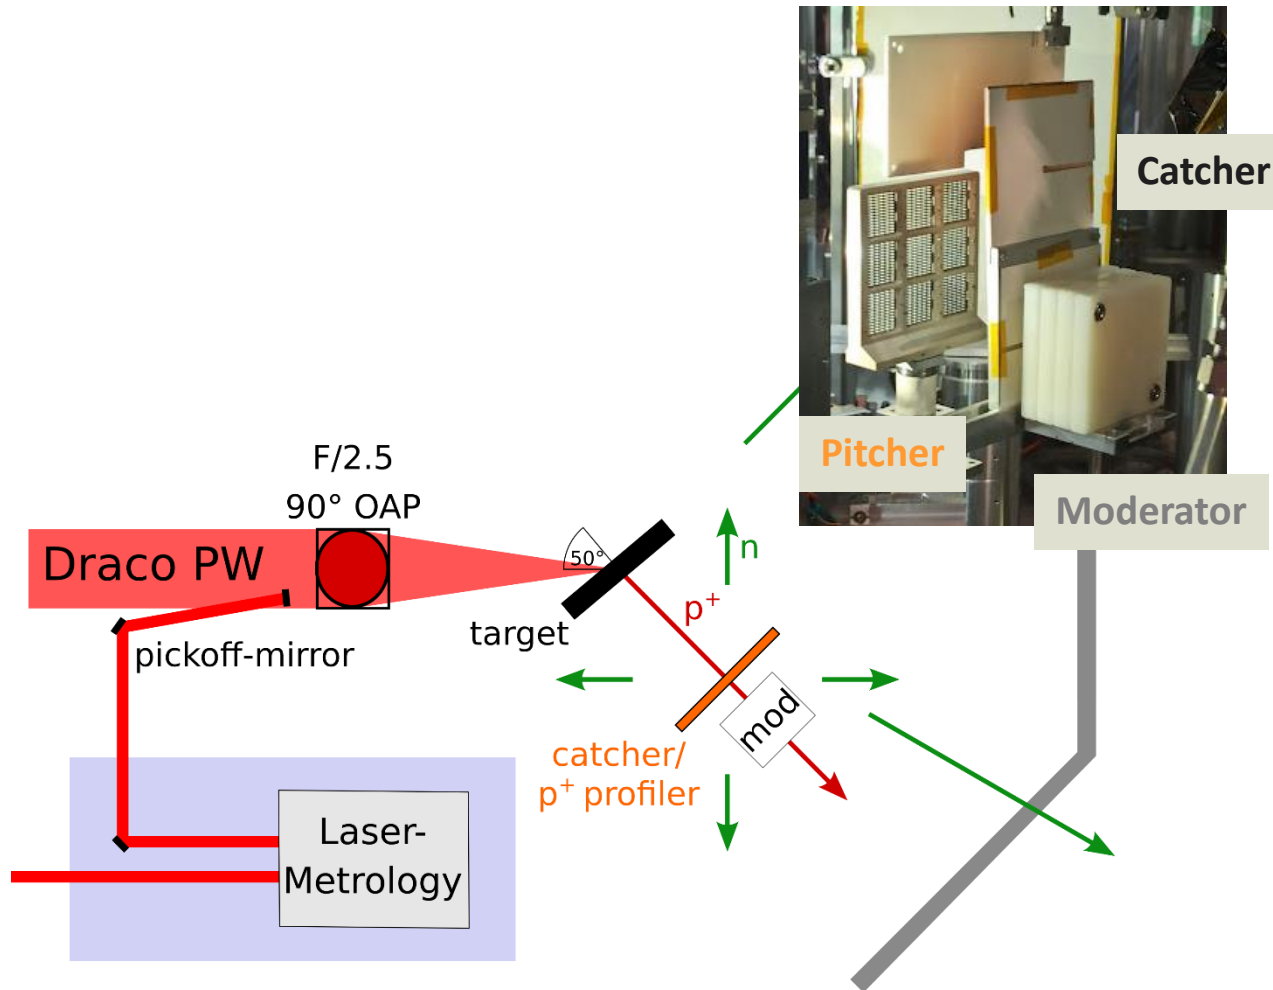 Catcher
Pitcher
Moderator
F/2.5
90° OAP
Draco PW
50°
n
p⁺
target
pickoff-mirror
mod
catcher/
p⁺ profiler
Laser-
Metrology